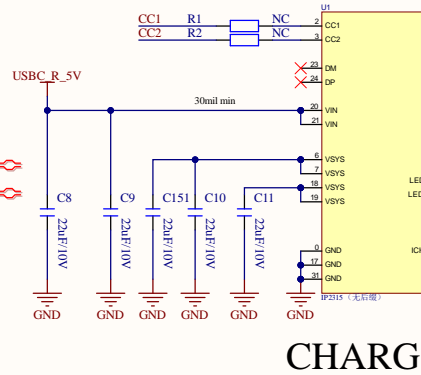 U1
CC1 R1 NC 2 CC1
CC2 R2 NC 3 CC2
23 DM
24 DP
USBC_R_5V
30mil min
20 VIN
21 VIN
6 VSYS
7 VSYS
18 VSYS
19 VSYS
LED
LED
C8 C9 C151 C10 C11
22uF/10V 22uF/10V 22uF/10V 22uF/10V 22uF/10V
0 GND
17 GND
31 GND
ICH
IP2315（无后缀）
GND GND GND GND GND GND
CHARG